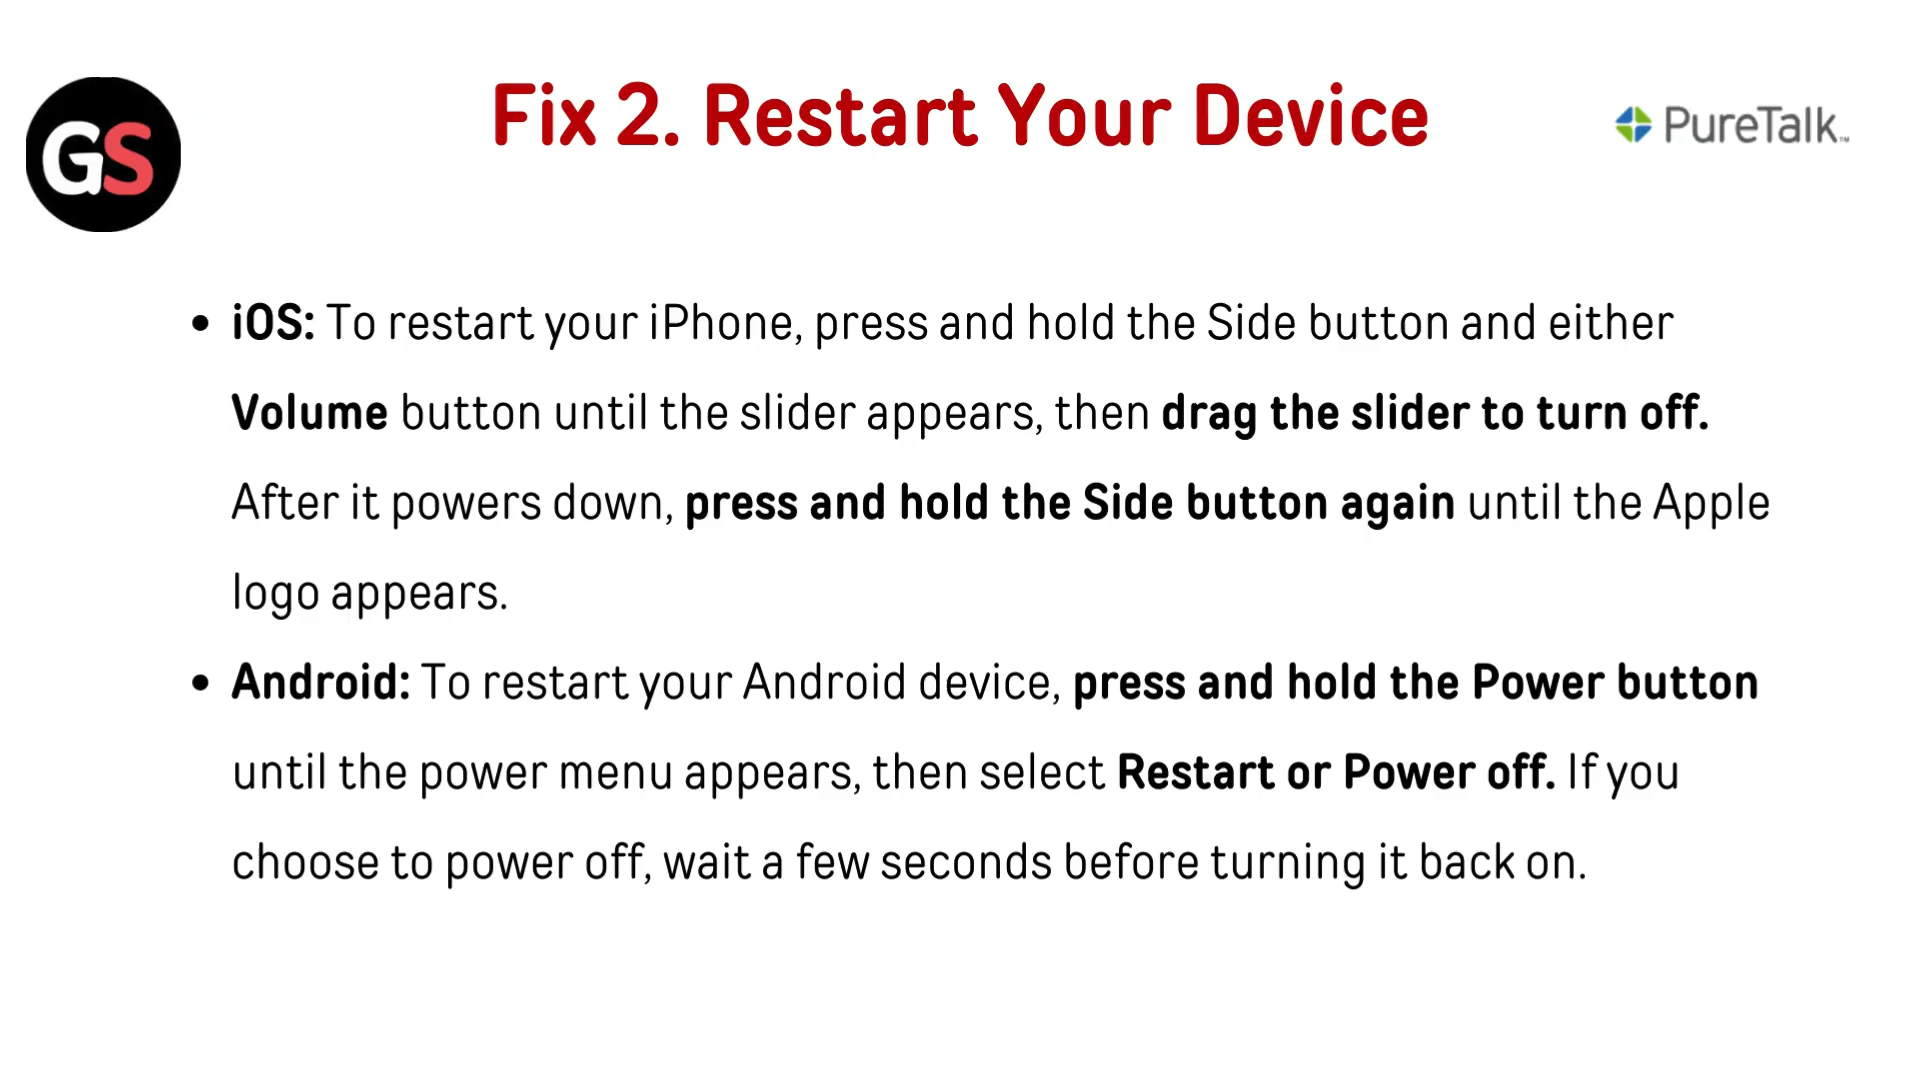 GS
Fix 2. Restart Your Device
PureTalk™
• iOS: To restart your iPhone, press and hold the Side button and either
Volume button until the slider appears, then drag the slider to turn off.
After it powers down, press and hold the Side button again until the Apple
logo appears.
• Android: To restart your Android device, press and hold the Power button
until the power menu appears, then select Restart or Power off. If you
choose to power off, wait a few seconds before turning it back on.